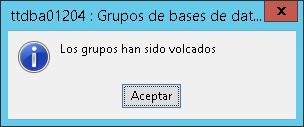 ttdba01204 : Grupos de bases de dat...
Los grupos han sido volcados
Aceptar